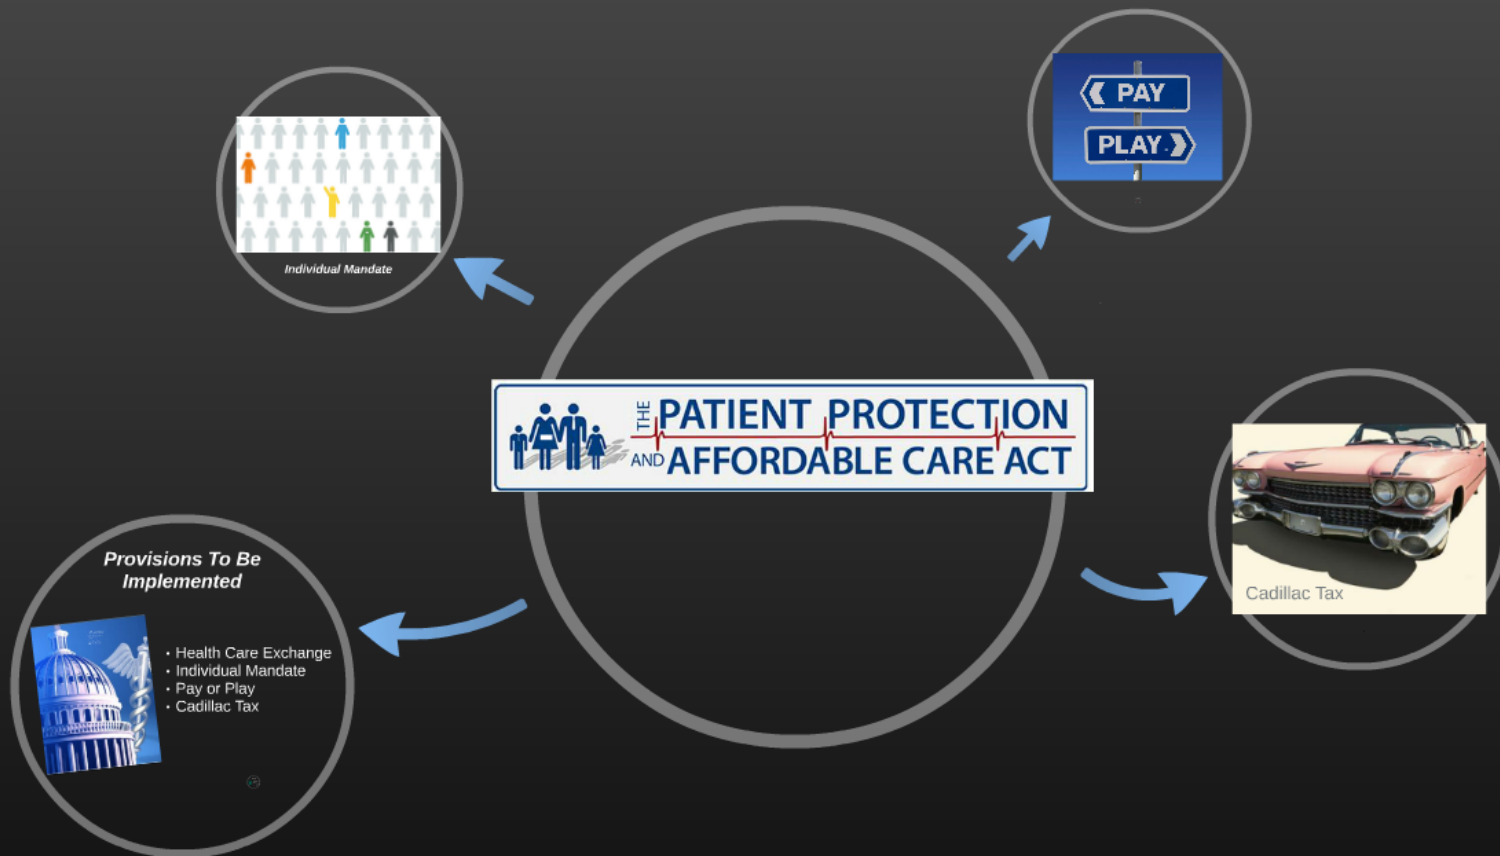 PAY
PLAY
Individual Mandate
THE PATIENT PROTECTION
AND AFFORDABLE CARE ACT
Cadillac Tax
Provisions To Be
Implemented
• Health Care Exchange
• Individual Mandate
• Pay or Play
• Cadillac Tax